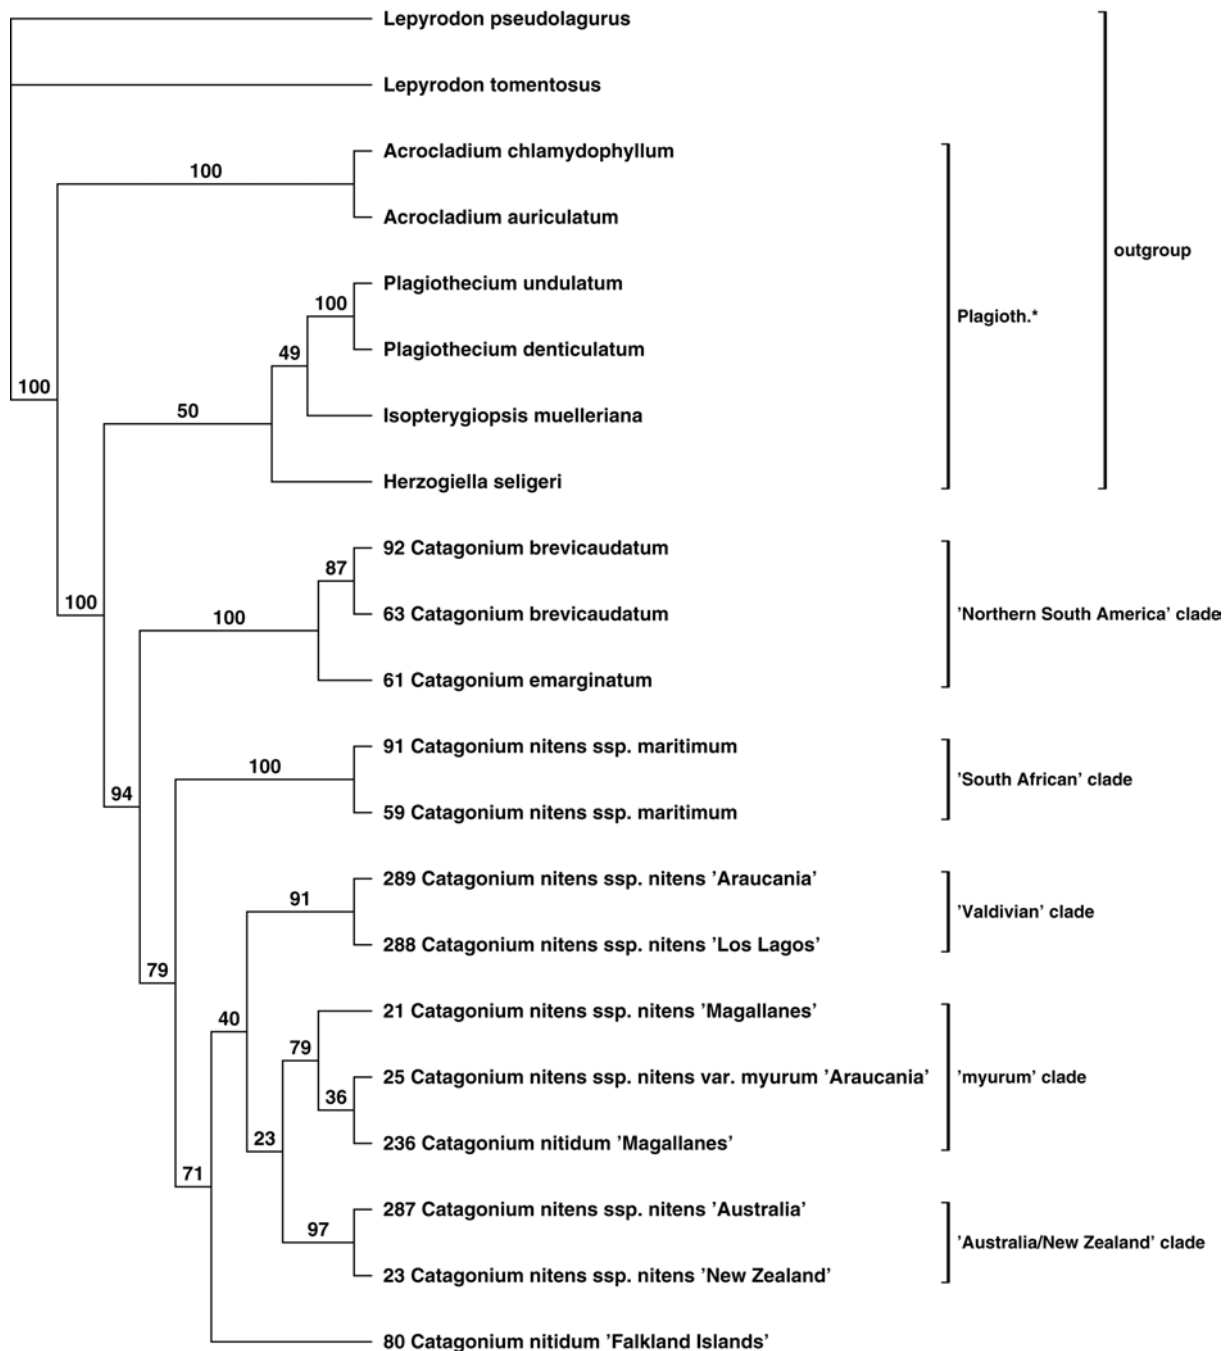 Lepyrodon pseudolagurus
Lepyrodon tomentosus
Acrocladium chlamydophyllum
100
Acrocladium auriculatum
outgroup
Plagiothecium undulatum
100
Plagioth.*
Plagiothecium denticulatum
49
100
50
Isopterygiopsis muelleriana
Herzogiella seligeri
92 Catagonium brevicaudatum
87
100
100
63 Catagonium brevicaudatum
'Northern South America' clade
61 Catagonium emarginatum
91 Catagonium nitens ssp. maritimum
100
'South African' clade
94
59 Catagonium nitens ssp. maritimum
289 Catagonium nitens ssp. nitens 'Araucania'
91
'Valdivian' clade
288 Catagonium nitens ssp. nitens 'Los Lagos'
79
21 Catagonium nitens ssp. nitens 'Magallanes'
40
79
25 Catagonium nitens ssp. nitens var. myurum 'Araucania'
'myurum' clade
36
23
236 Catagonium nitidum 'Magallanes'
71
287 Catagonium nitens ssp. nitens 'Australia'
97
'Australia/New Zealand' clade
23 Catagonium nitens ssp. nitens 'New Zealand'
80 Catagonium nitidum 'Falkland Islands'